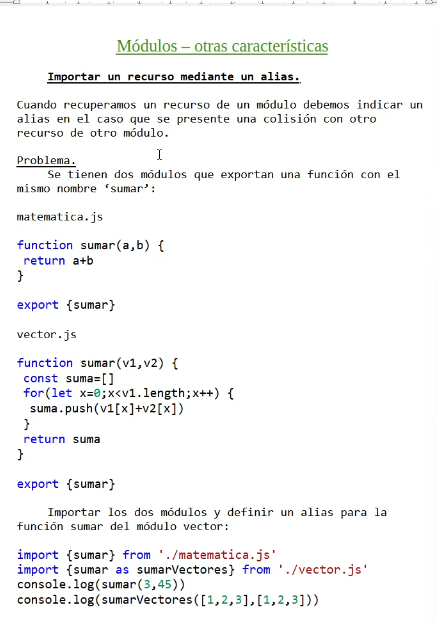 Módulos – otras características
Importar un recurso mediante un alias.
Cuando recuperamos un recurso de un módulo debemos indicar un
alias en el caso que se presente una colisión con otro
recurso de otro módulo.
Problema.
Se tienen dos módulos que exportan una función con el
mismo nombre ‘sumar’:
matematica.js
function sumar(a,b) {
return a+b
}
export {sumar}
vector.js
function sumar(v1,v2) {
const suma=[]
for(let x=0;x<v1.length;x++) {
suma.push(v1[x]+v2[x])
}
return suma
}
export {sumar}
Importar los dos módulos y definir un alias para la
función sumar del módulo vector:
import {sumar} from './matematica.js'
import {sumar as sumarVectores} from './vector.js'
console.log(sumar(3,45))
console.log(sumarVectores([1,2,3],[1,2,3]))